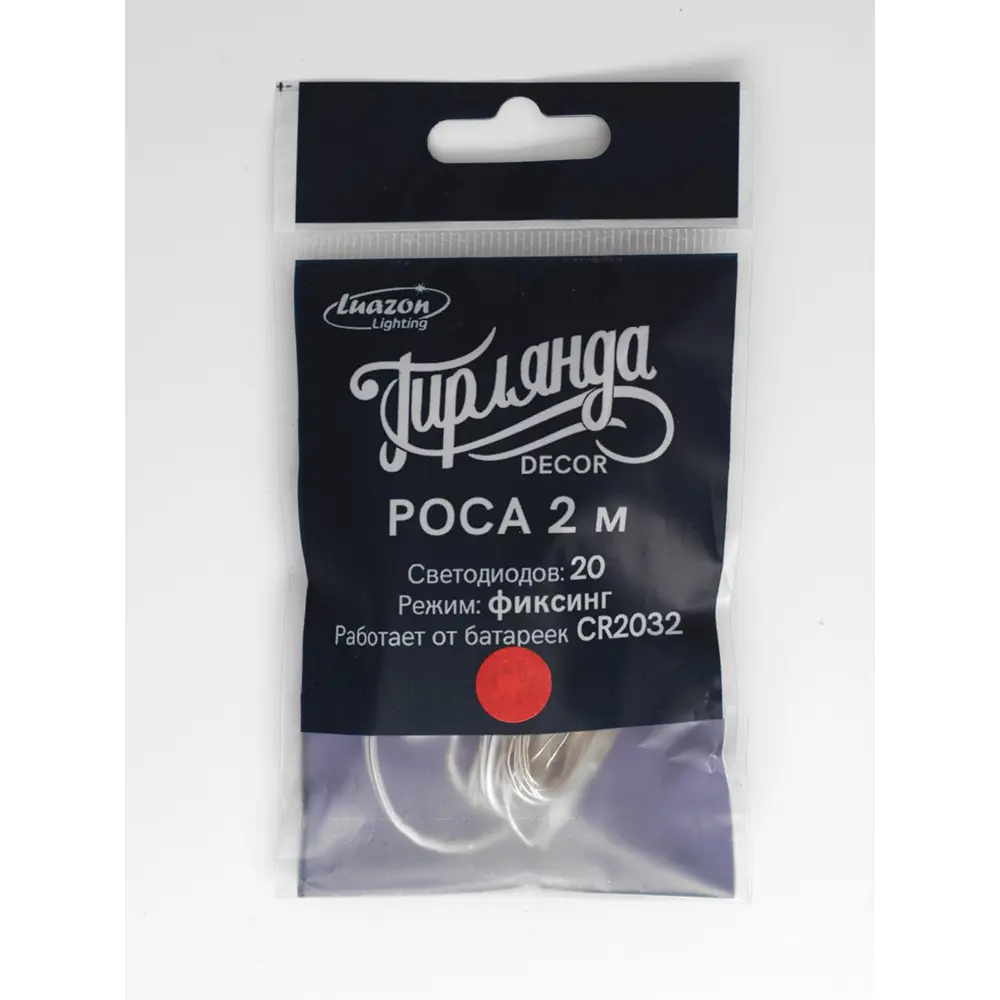 Luazon
Lighting
Гирлянда
DECOR
РОСА 2 м
Светодиодов: 20
Режим: фиксинг
Работает от батареек CR2032